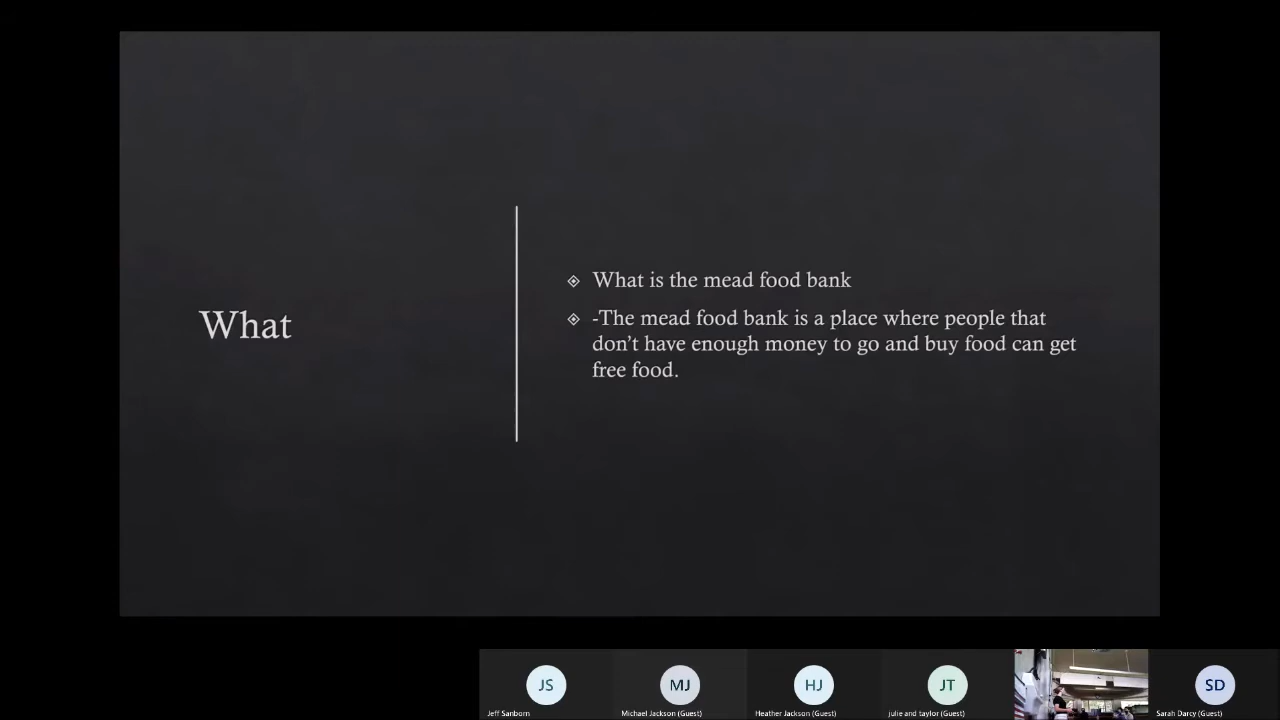 What
What is the mead food bank
-The mead food bank is a place where people that
don't have enough money to go and buy food can get
free food.
JS
MJ
HJ
JT
SD
Jeff Sanborn
Michael Jackson (Guest)
Heather Jackson (Guest)
julie and taylor (Guest)
Sarah Darcy (Guest)